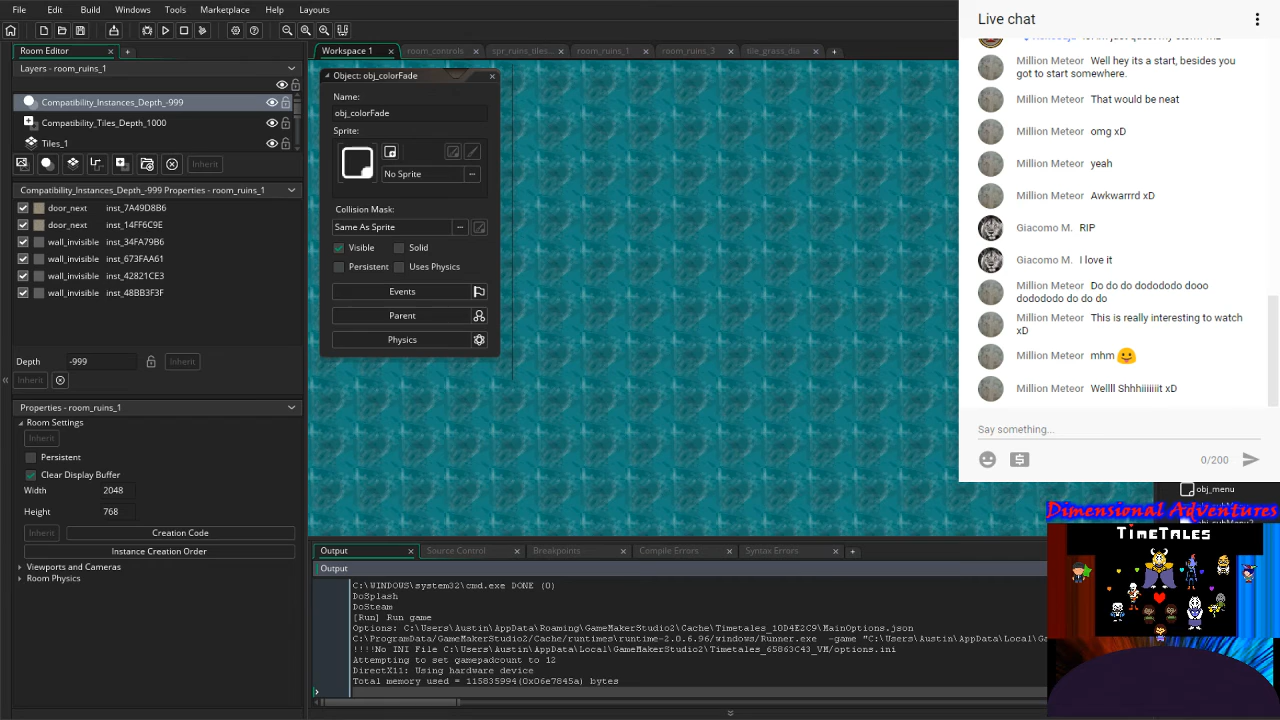 File Edit Build Windows Tools Marketplace Help Layouts
Room Editor
Workspace 1 room_controls spr_ruins_tiles... room_ruins_1 room_ruins_3 tile_grass_dia
Layers - room_ruins_1
Compatibility_Instances_Depth_-999
Compatibility_Tiles_Depth_1000
Tiles_1
Inherit
Compatibility_Instances_Depth_-999 Properties - room_ruins_1
door_next inst_7A49D8B6
door_next inst_14FF6C9E
wall_invisible inst_34FA79B6
wall_invisible inst_673FAA61
wall_invisible inst_42821CE3
wall_invisible inst_48BB3F3F
Depth -999 Inherit
Inherit
Properties - room_ruins_1
Room Settings
Inherit
Persistent
Clear Display Buffer
Width 2048
Height 768
Inherit Creation Code
Instance Creation Order
Viewports and Cameras
Room Physics
Object: obj_colorFade
Name:
obj_colorFade
Sprite:
No Sprite
Collision Mask:
Same As Sprite
Visible Solid
Persistent Uses Physics
Events
Parent
Physics
Output Source Control Breakpoints Compile Errors Syntax Errors
Output
C:\WINDOWS\system32\cmd.exe DONE (0)
DoSplash
DoSteam
[Run] Run game
Options: C:\Users\Austin\AppData\Roaming\GameMakerStudio2\Cache\Timetales_10D4E2C9\MainOptions.json
C:\ProgramData/GameMakerStudio2/Cache/runtimes\runtime-2.0.6.96/windows/Runner.exe -game "C:\Users\Austin\AppData\Local\Ga
!!!!No INI File C:\Users\Austin\AppData\Local\GameMakerStudio2\Timetales_65863C43_VM/options.ini
Attempting to set gamepadcount to 12
DirectX11: Using hardware device
Total memory used = 115835994(0x06e7845a) bytes
Live chat
Million Meteor Well hey its a start, besides you
got to start somewhere.
Million Meteor That would be neat
Million Meteor omg xD
Million Meteor yeah
Million Meteor Awkwarrrd xD
Giacomo M. RIP
Giacomo M. I love it
Million Meteor Do do do dododododo dooo
dodododo do do do
Million Meteor This is really interesting to watch
xD
Million Meteor mhm
Million Meteor Wellll Shhhiiiiiiit xD
Say something...
0/200
obj_menu
Dimensional Adventures
TIMETALES